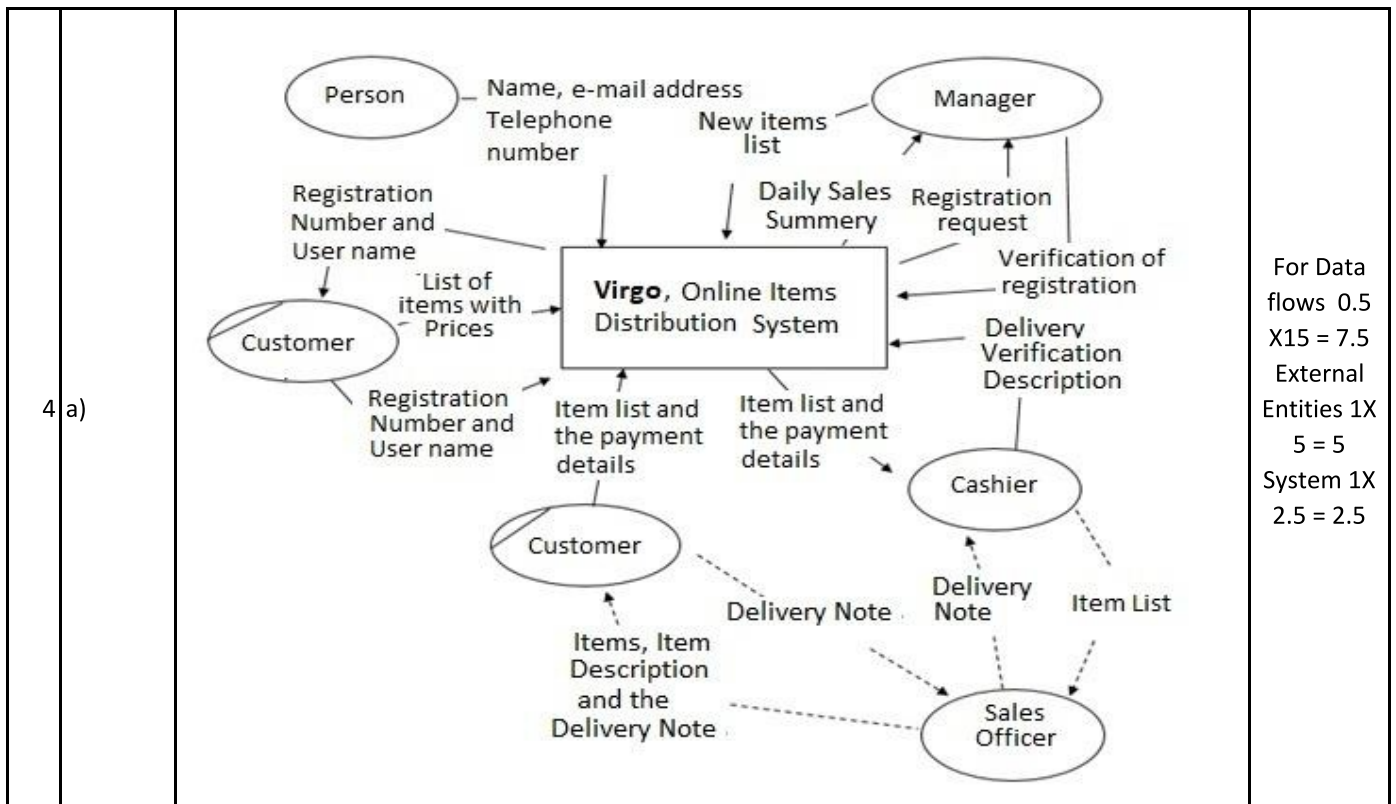 4 a)
Person
Name, e-mail address
Telephone
number
New items
list
Manager
Registration
Number and
User name
Daily Sales
Summery
Registration
request
Verification of
registration
List of
items with
Prices
Virgo, Online Items
Distribution System
Customer
Delivery
Verification
Description
Registration
Number and
User name
Item list and
the payment
details
Item list and
the payment
details
Cashier
Customer
Delivery Note
Delivery
Note
Item List
Items, Item
Description
and the
Delivery Note
Sales
Officer
For Data
flows 0.5
X15 = 7.5
External
Entities 1X
5 = 5
System 1X
2.5 = 2.5